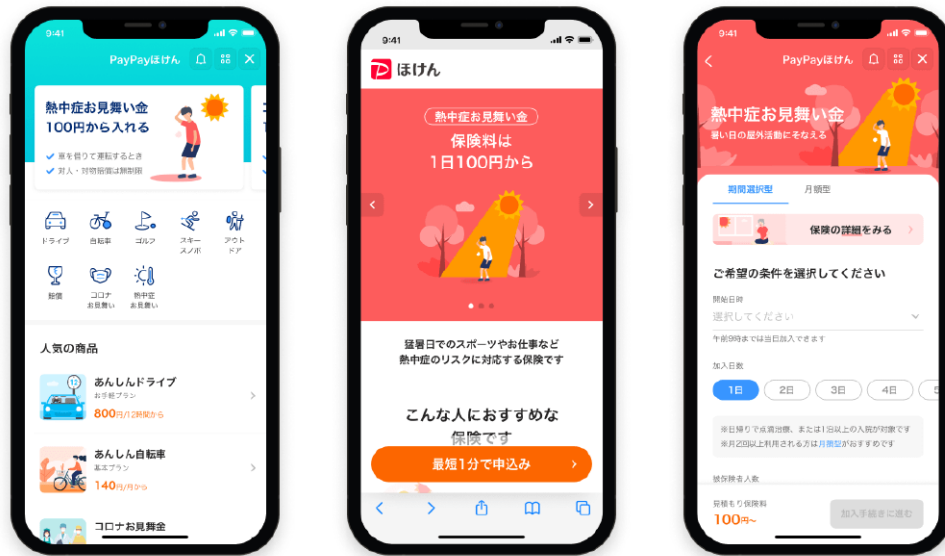 9:41
PayPayほけん
熱中症お見舞い金
100円から入れる
車を借りて運転するとき
対人・対物賠償は無制限
ドライブ
自転車
ゴルフ
スキー
スノボ
アウト
ドア
賠償
コロナ
お見舞い
熱中症
お見舞い
人気の商品
あんしんドライブ
お手軽プラン
800円/12時間から
あんしん自転車
基本プラン
140円/月から
コロナお見舞金
9:41
ほけん
熱中症お見舞い金
保険料は
1日100円から
猛暑日でのスポーツやお仕事など
熱中症のリスクに対応する保険です
こんな人におすすめな
保険です
最短1分で申込み
9:41
PayPayほけん
熱中症お見舞い金
暑い日の屋外活動にそなえる
期間選択型
月額型
保険の詳細をみる
ご希望の条件を選択してください
開始日時
選択してください
午前9時までは当日加入できます
加入日数
1日
2日
3日
4日
5
※日帰りで点滴治療、または1泊以上の入院が対象です
※月2回以上利用される方は月額型がおすすめです
被保険者人数
見積もり保険料
100円~
加入手続きに進む